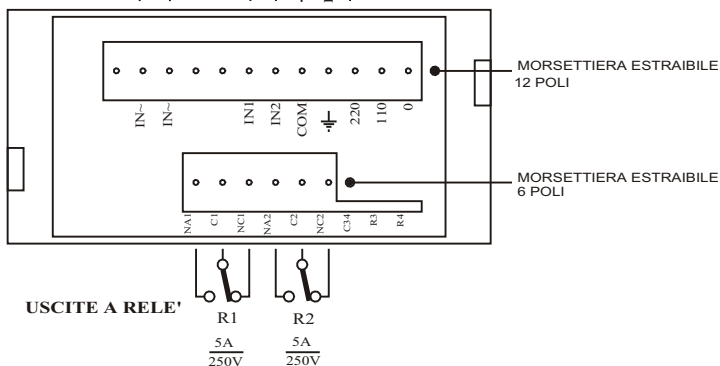 MORSETTIERA ESTRAIBILE
12 POLI
IN~ IN~ IN1 IN2 COM 220 110 0
MORSETTIERA ESTRAIBILE
6 POLI
NA1 C1 NC1 NA2 C2 NC2 C34 R3 R4
USCITE A RELE'
R1 R2
5A 5A
250V 250V